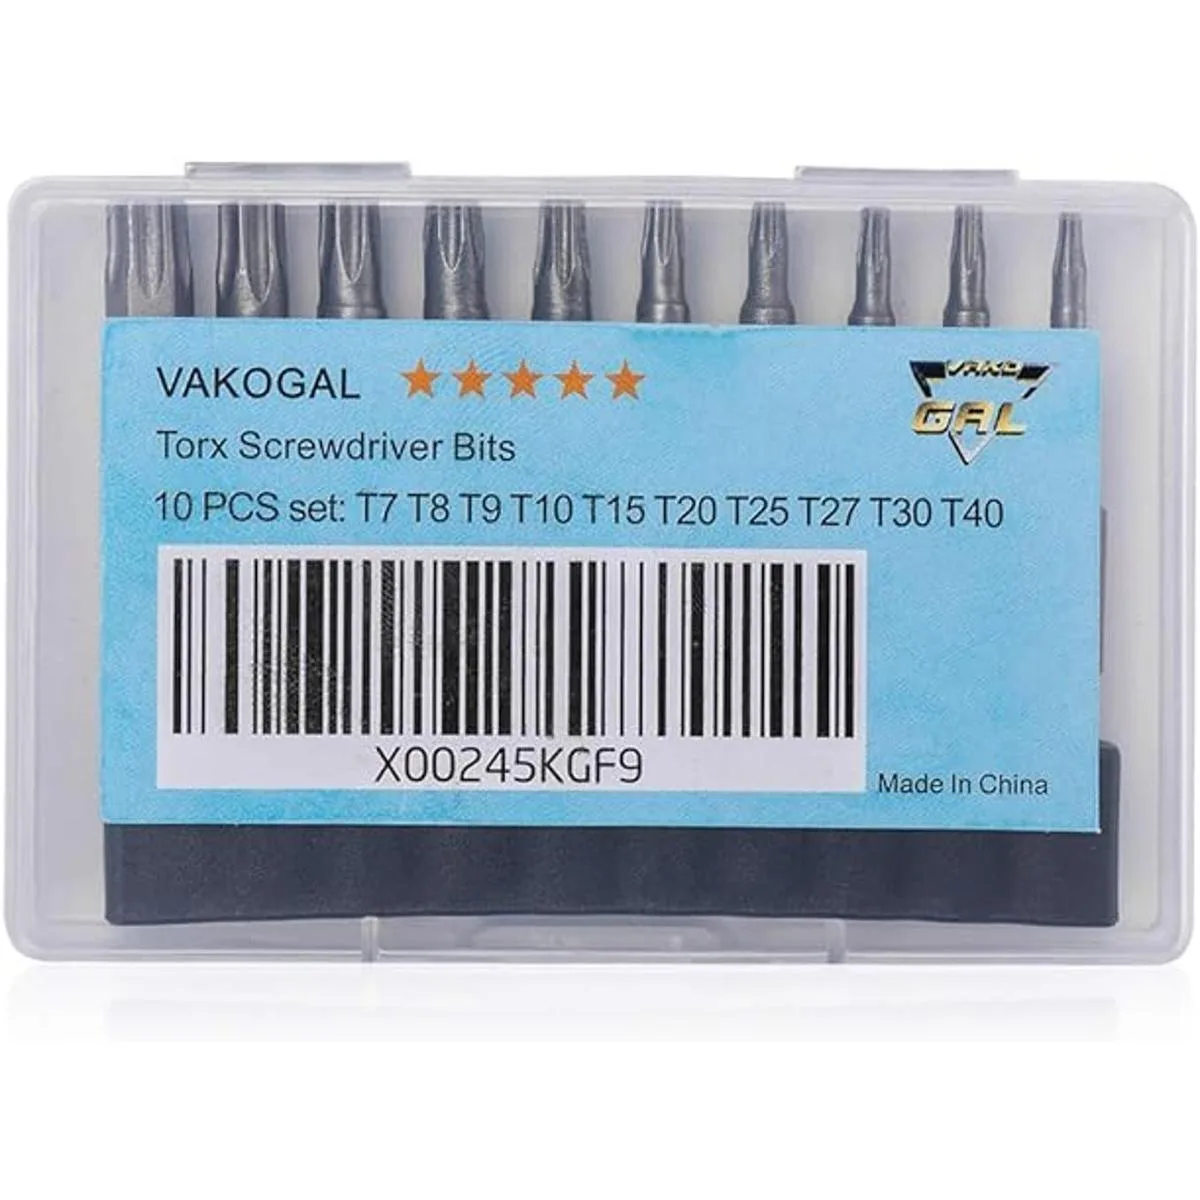 VAKOGAL
Torx Screwdriver Bits
10 PCS set: T7 T8 T9 T10 T15 T20 T25 T27 T30 T40
X00245KGF9
Made In China
VAKO
GAL